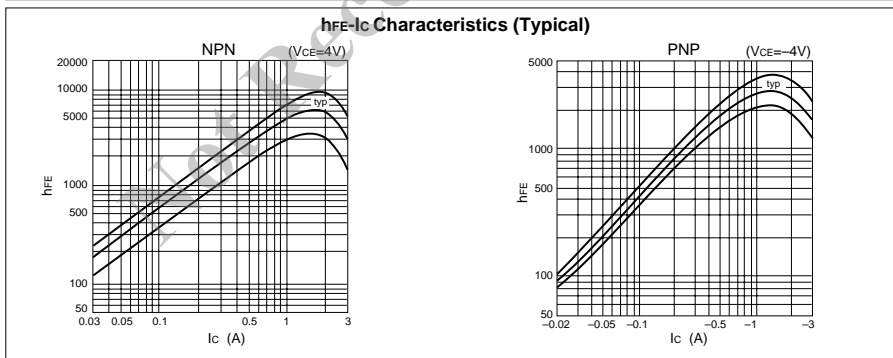 hFE-IC Characteristics (Typical)
NPN (VCE=4V)
20000
10000
5000
1000
500
100
50
hFE
typ
0.03 0.05 0.1 0.5 1 3
IC (A)
PNP (VCE=–4V)
5000
1000
500
100
50
hFE
typ
–0.02 –0.05 –0.1 –0.5 –1 –3
IC (A)
Not Reco